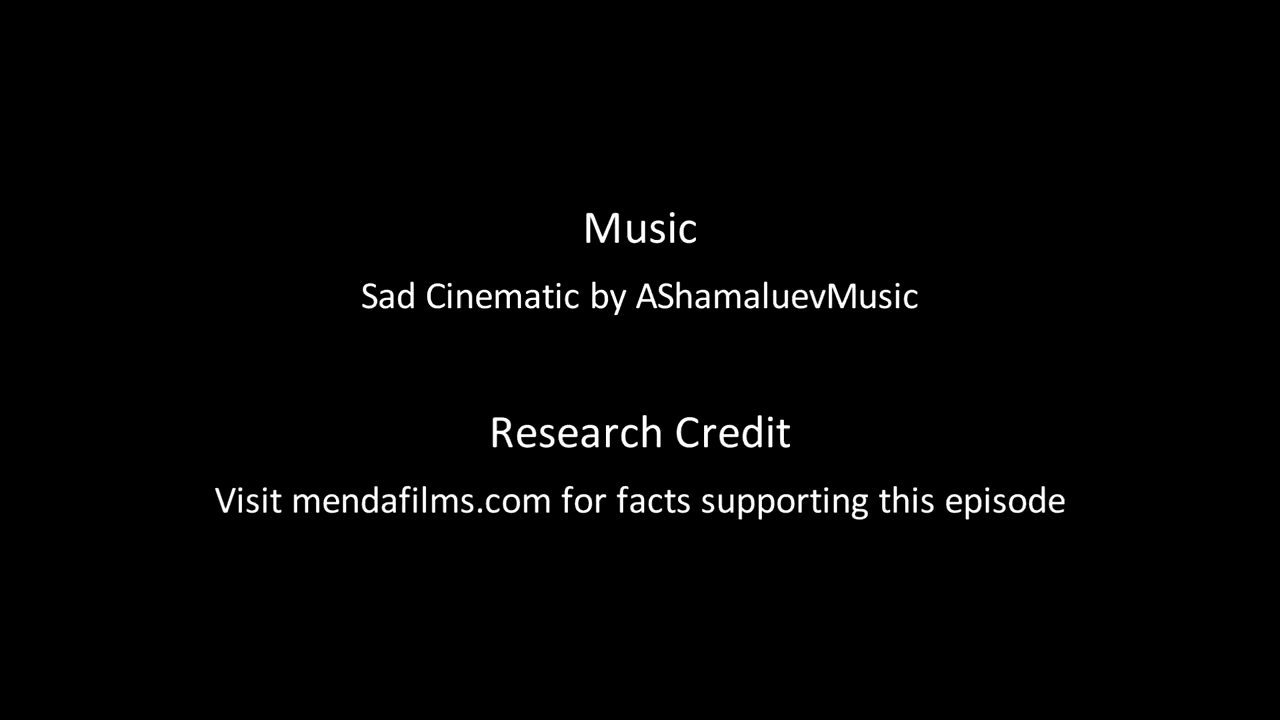 Music
Sad Cinematic by AShamaluevMusic
Research Credit
Visit mendafilms.com for facts supporting this episode